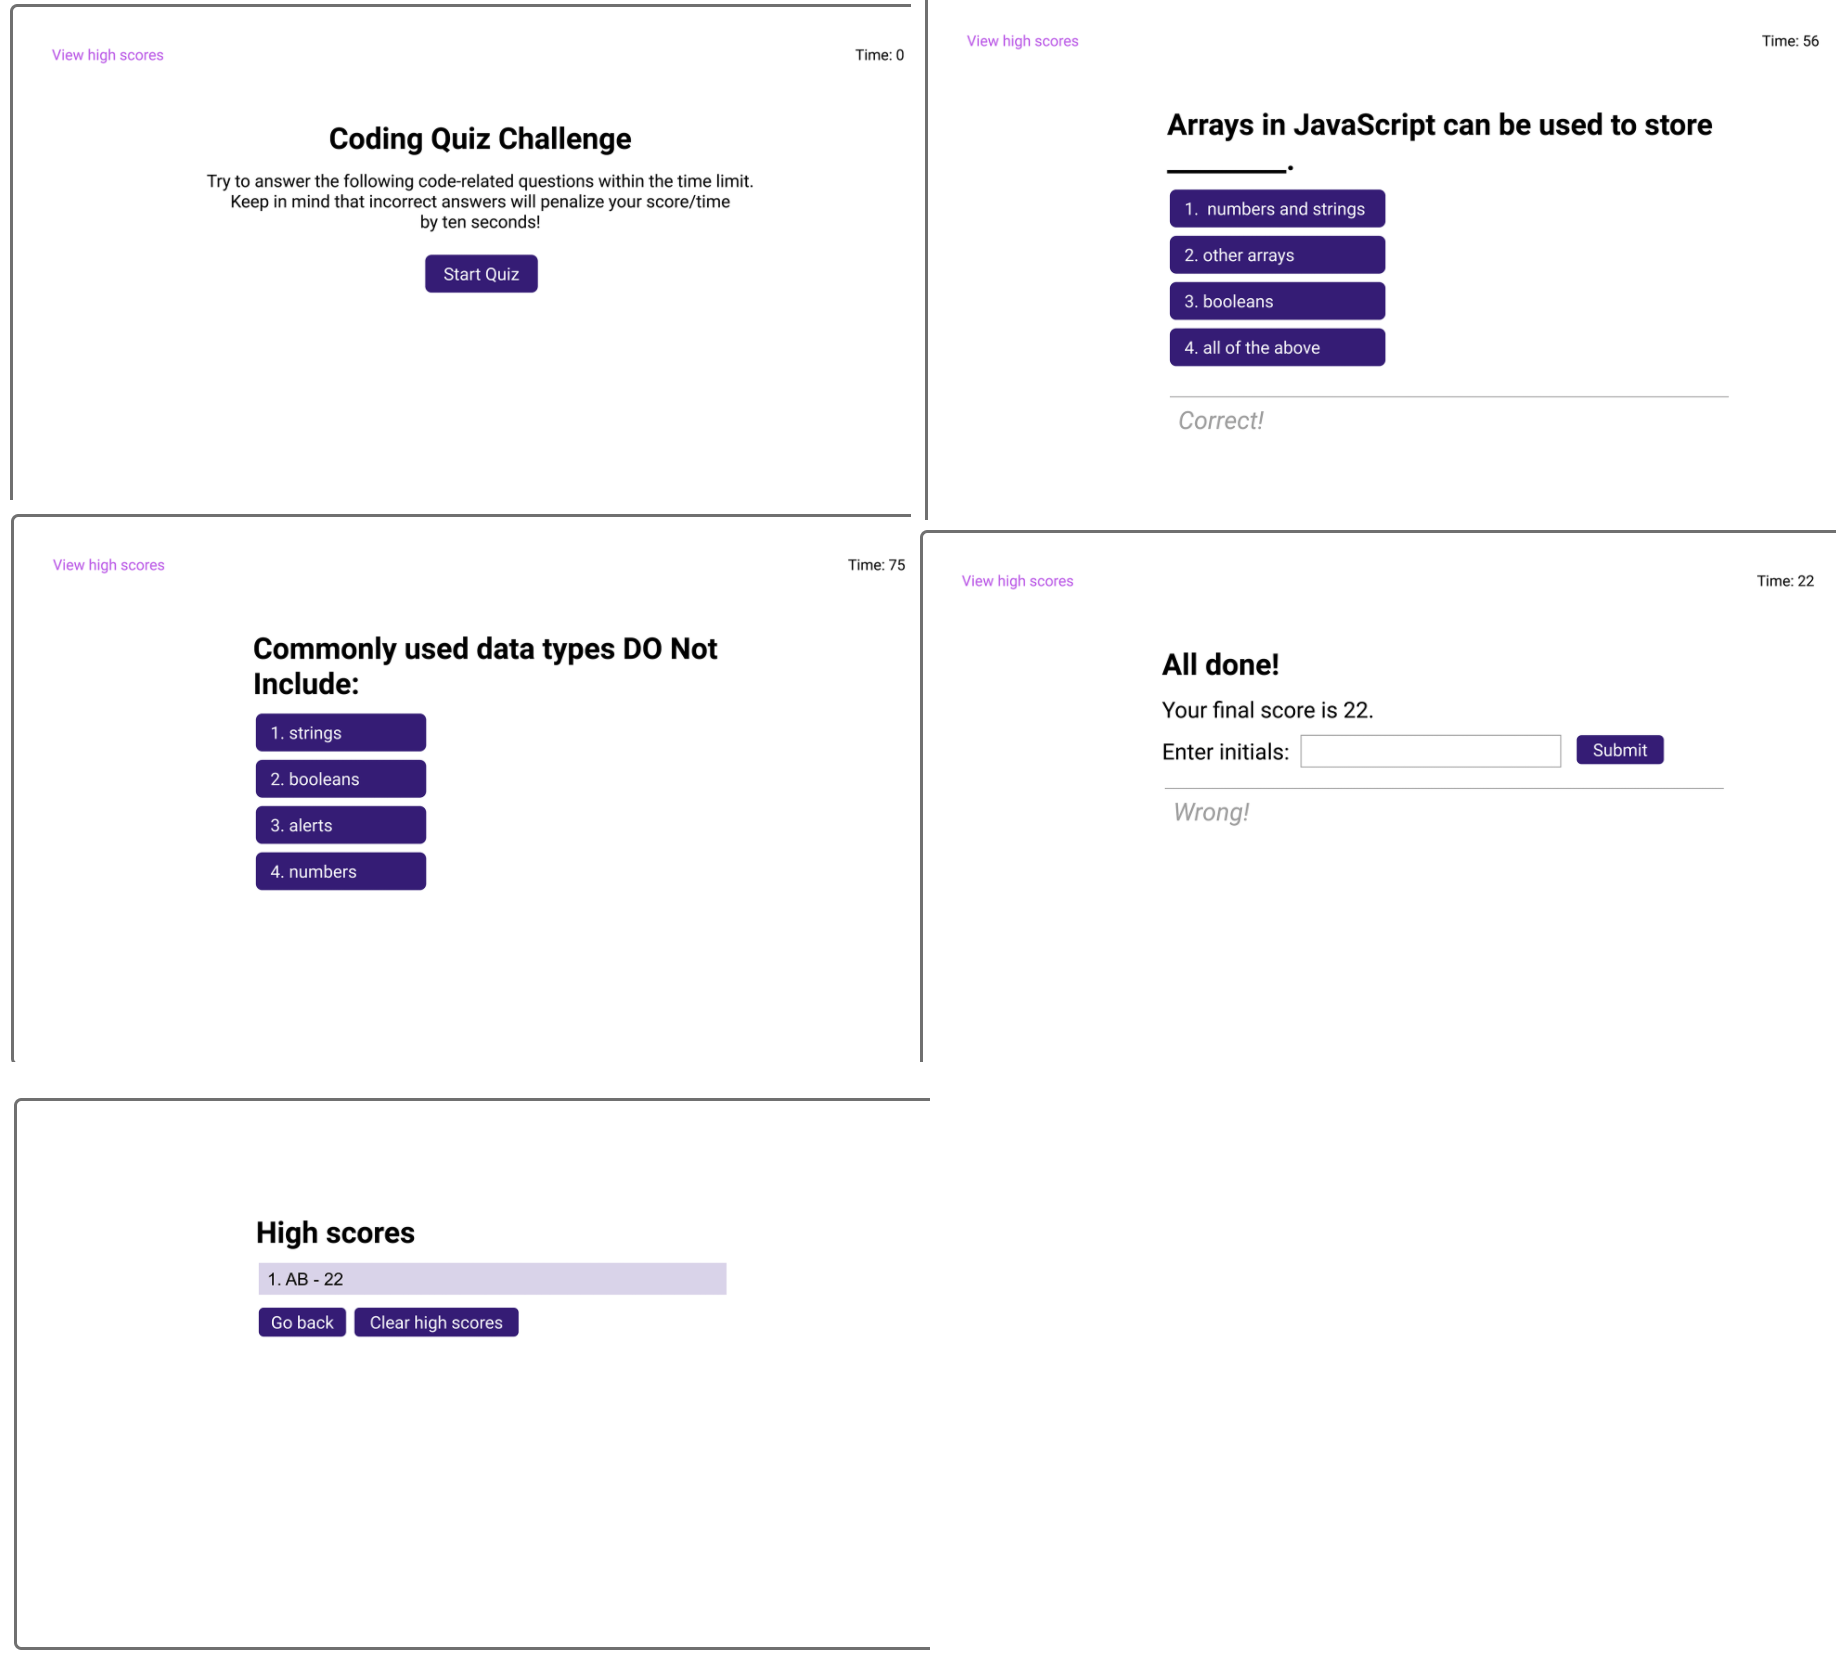 View high scores
Time: 0
Coding Quiz Challenge
Try to answer the following code-related questions within the time limit.
Keep in mind that incorrect answers will penalize your score/time
by ten seconds!
Start Quiz
View high scores
Time: 56
Arrays in JavaScript can be used to store
________.
1. numbers and strings
2. other arrays
3. booleans
4. all of the above
Correct!
View high scores
Time: 75
Commonly used data types DO Not
Include:
1. strings
2. booleans
3. alerts
4. numbers
View high scores
Time: 22
All done!
Your final score is 22.
Enter initials:
Submit
Wrong!
High scores
1. AB - 22
Go back
Clear high scores